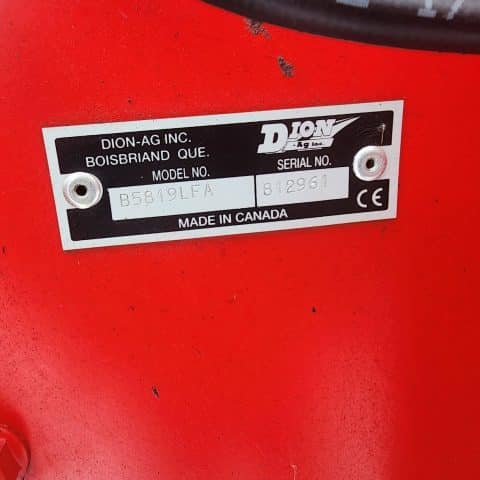 DION-AG INC.
BOISBRIAND QUE.
DION
-Ag Inc.
MODEL NO.
SERIAL NO.
B5819LFA
812961
CE
MADE IN CANADA